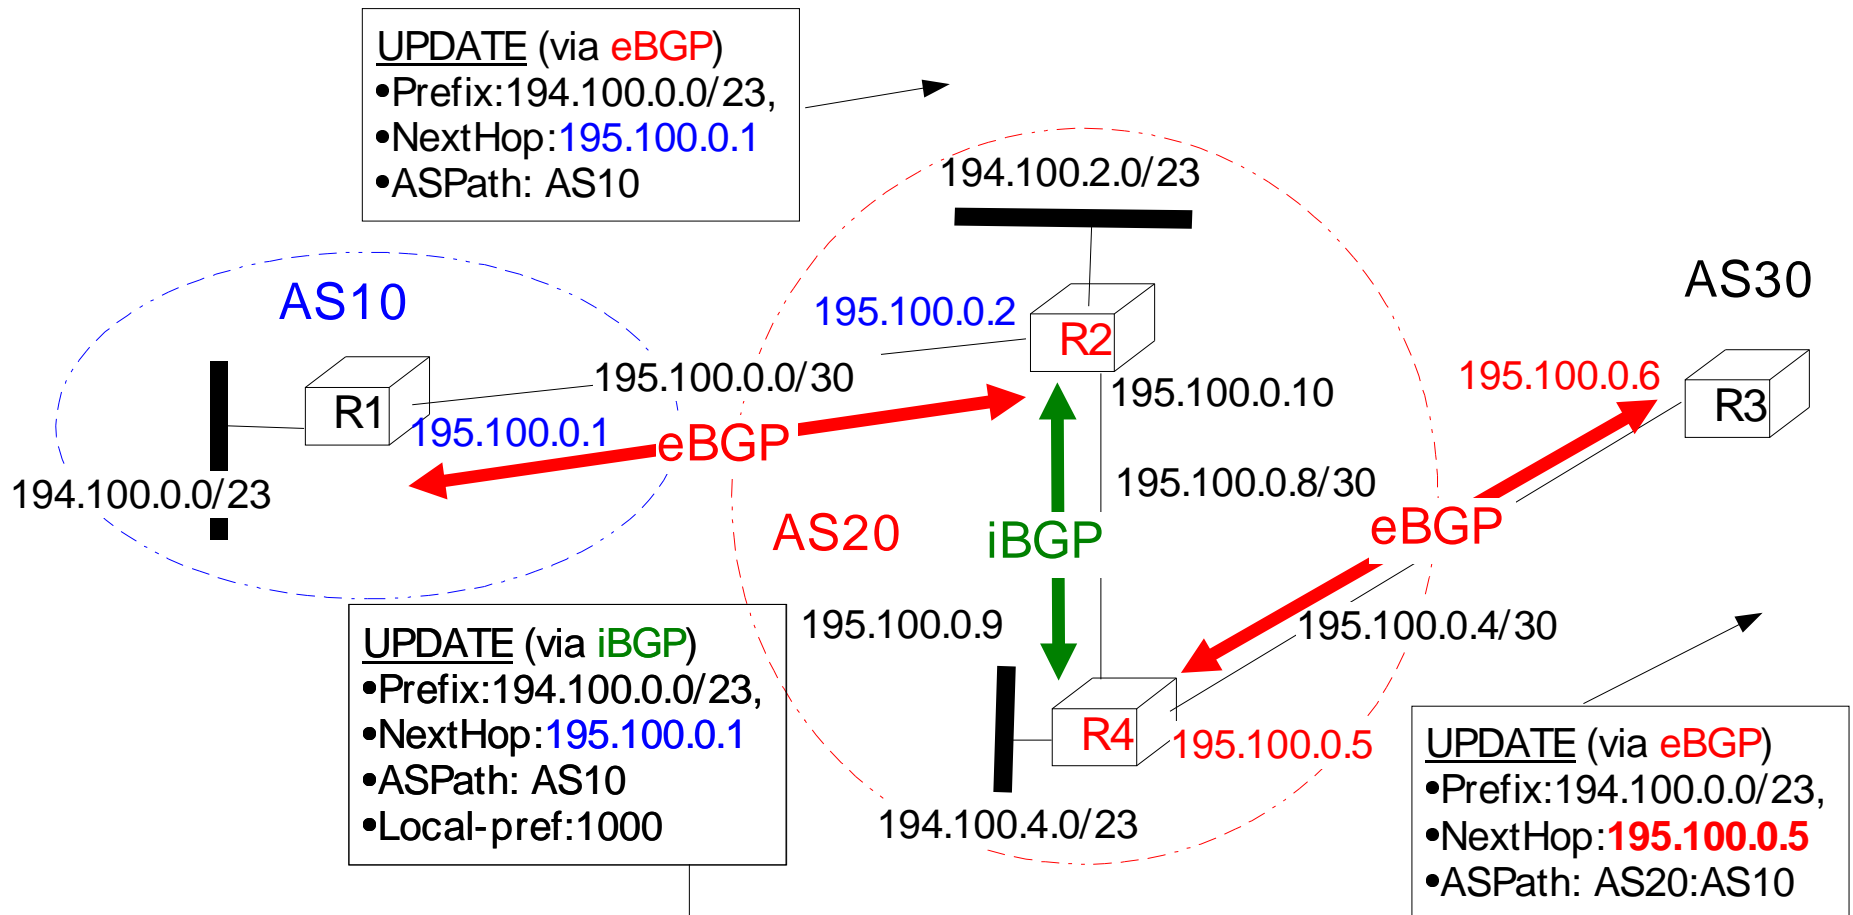 UPDATE (via eBGP)
•Prefix:194.100.0.0/23,
•NextHop:195.100.0.1
•ASPath: AS10
194.100.2.0/23
AS10
AS30
195.100.0.2
R2
195.100.0.0/30
195.100.0.10
195.100.0.6
R1
R3
195.100.0.1
eBGP
194.100.0.0/23
195.100.0.8/30
AS20
iBGP
eBGP
195.100.0.9
195.100.0.4/30
UPDATE (via iBGP)
•Prefix:194.100.0.0/23,
•NextHop:195.100.0.1
•ASPath: AS10
•Local-pref:1000
R4
195.100.0.5
194.100.4.0/23
UPDATE (via eBGP)
•Prefix:194.100.0.0/23,
•NextHop:195.100.0.5
•ASPath: AS20:AS10